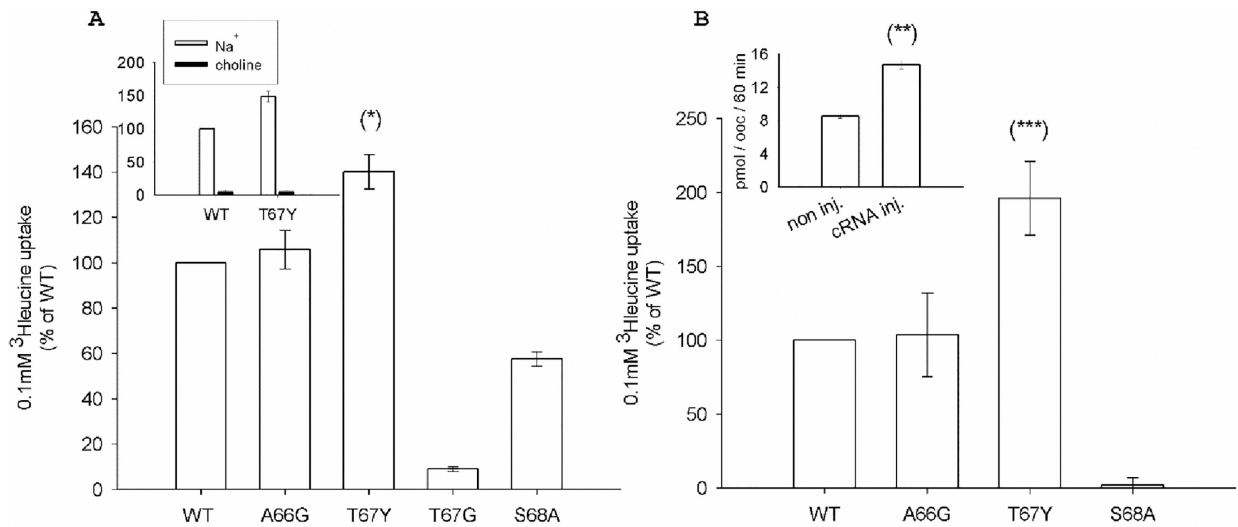 A
Na+
choline
200
150
100
50
0
WT T67Y
(*)
160
140
120
100
80
60
40
20
0
0.1mM 3Hleucine uptake
(% of WT)
WT A66G T67Y T67G S68A
B
(**)
16
12
8
4
0
pmol / ooc / 60 min
non inj. cRNA inj.
(***)
250
200
150
100
50
0
0.1mM 3Hleucine uptake
(% of WT)
WT A66G T67Y S68A